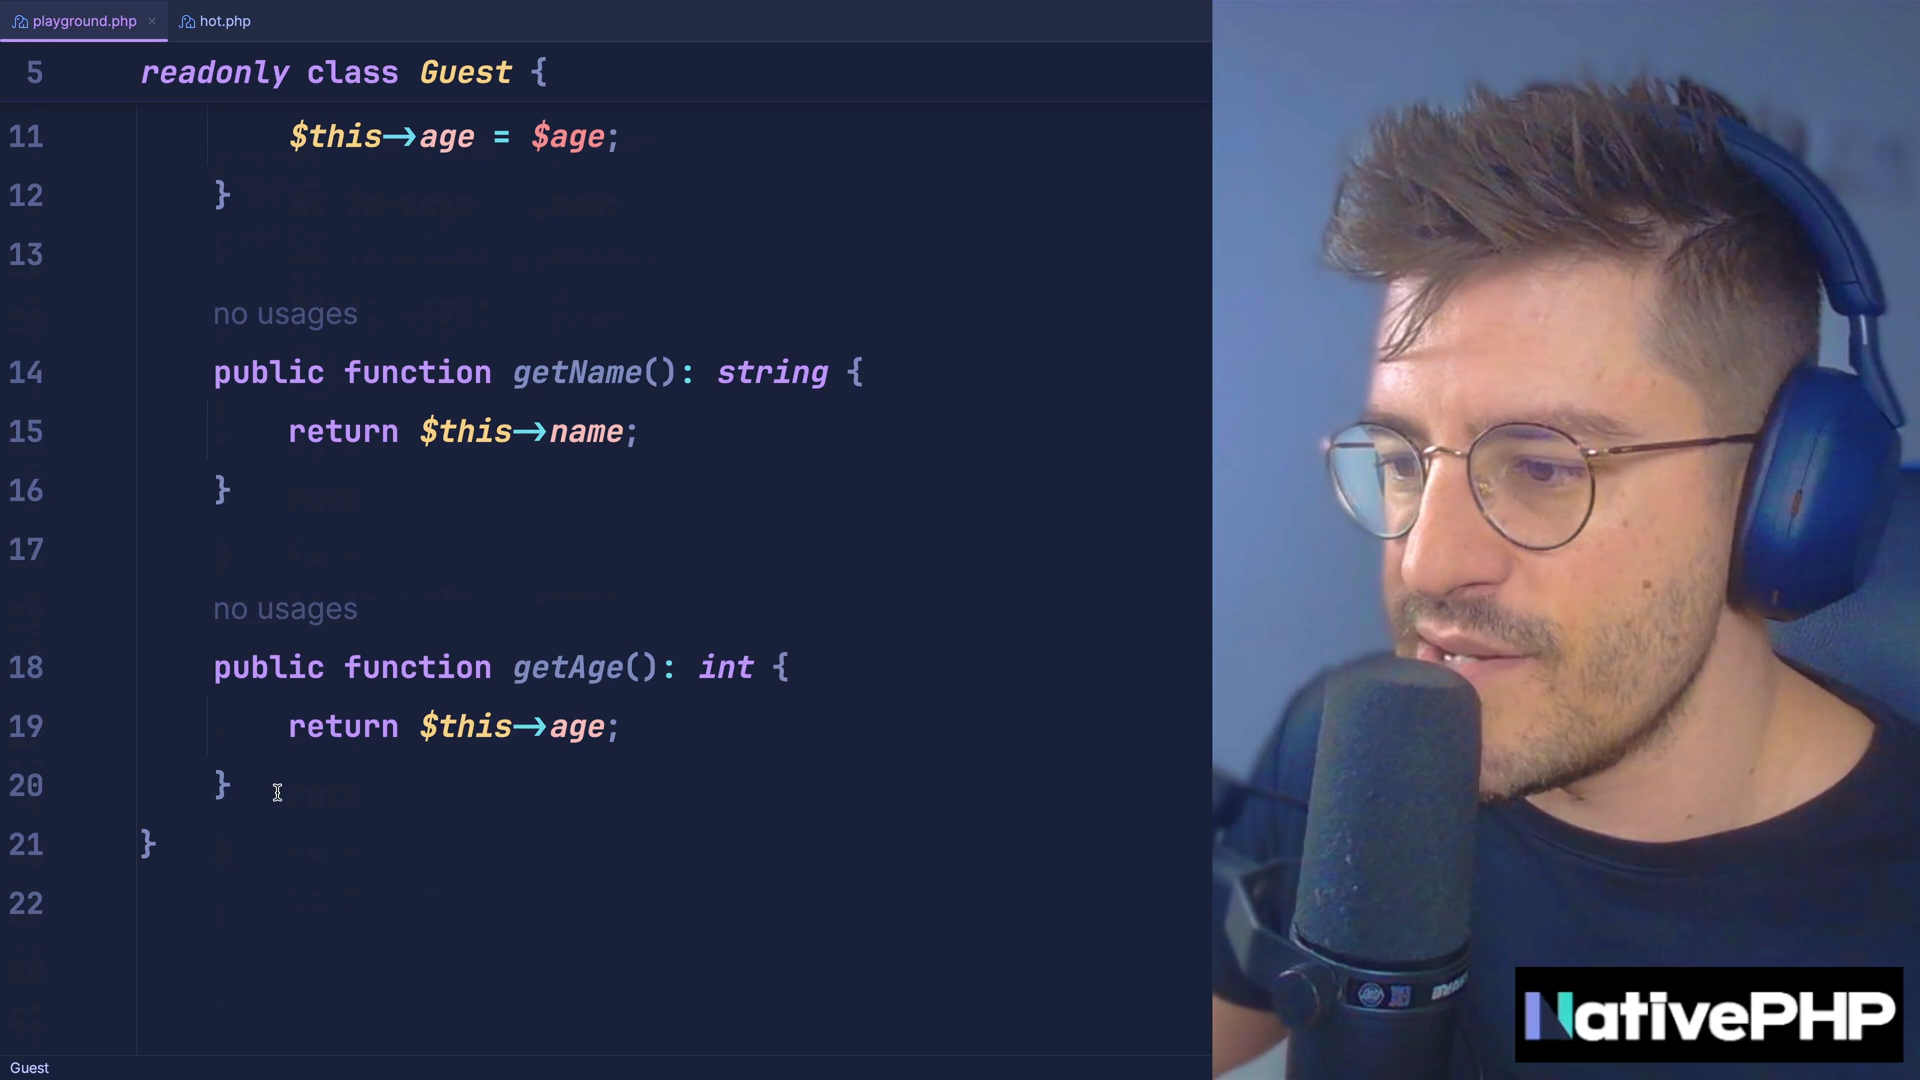 playground.php
hot.php
5 readonly class Guest {
11 $this->age = $age;
12 }
13
no usages
14 public function getName(): string {
15 return $this->name;
16 }
17
no usages
18 public function getAge(): int {
19 return $this->age;
20 }
21 }
22
Guest
NativePHP